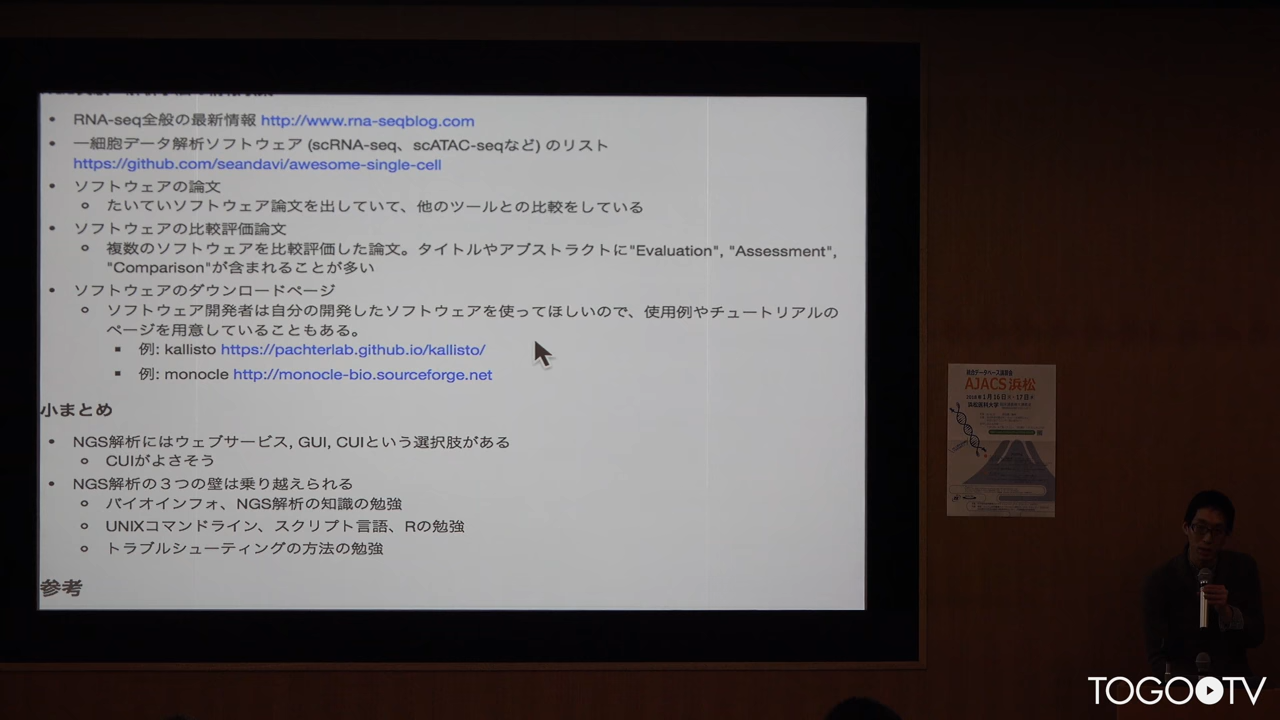 • RNA-seq全般の最新情報 http://www.rna-seqblog.com
• 一細胞データ解析ソフトウェア (scRNA-seq、scATAC-seqなど) のリスト
https://github.com/seandavi/awesome-single-cell
• ソフトウェアの論文
○ たいていソフトウェア論文を出していて、他のツールとの比較をしている
• ソフトウェアの比較評価論文
○ 複数のソフトウェアを比較評価した論文。タイトルやアブストラクトに"Evaluation", "Assessment",
"Comparison"が含まれることが多い
• ソフトウェアのダウンロードページ
○ ソフトウェア開発者は自分の開発したソフトウェアを使ってほしいので、使用例やチュートリアルの
ページを用意していることもある。
▪ 例: kallisto https://pachterlab.github.io/kallisto/
▪ 例: monocle http://monocle-bio.sourceforge.net
小まとめ
• NGS解析にはウェブサービス, GUI, CUIという選択肢がある
○ CUIがよさそう
• NGS解析の３つの壁は乗り越えられる
○ バイオインフォ、NGS解析の知識の勉強
○ UNIXコマンドライン、スクリプト言語、Rの勉強
○ トラブルシューティングの方法の勉強
参考
統合データベース講習会
AJACS浜松
浜松医科大学
TOGOTV